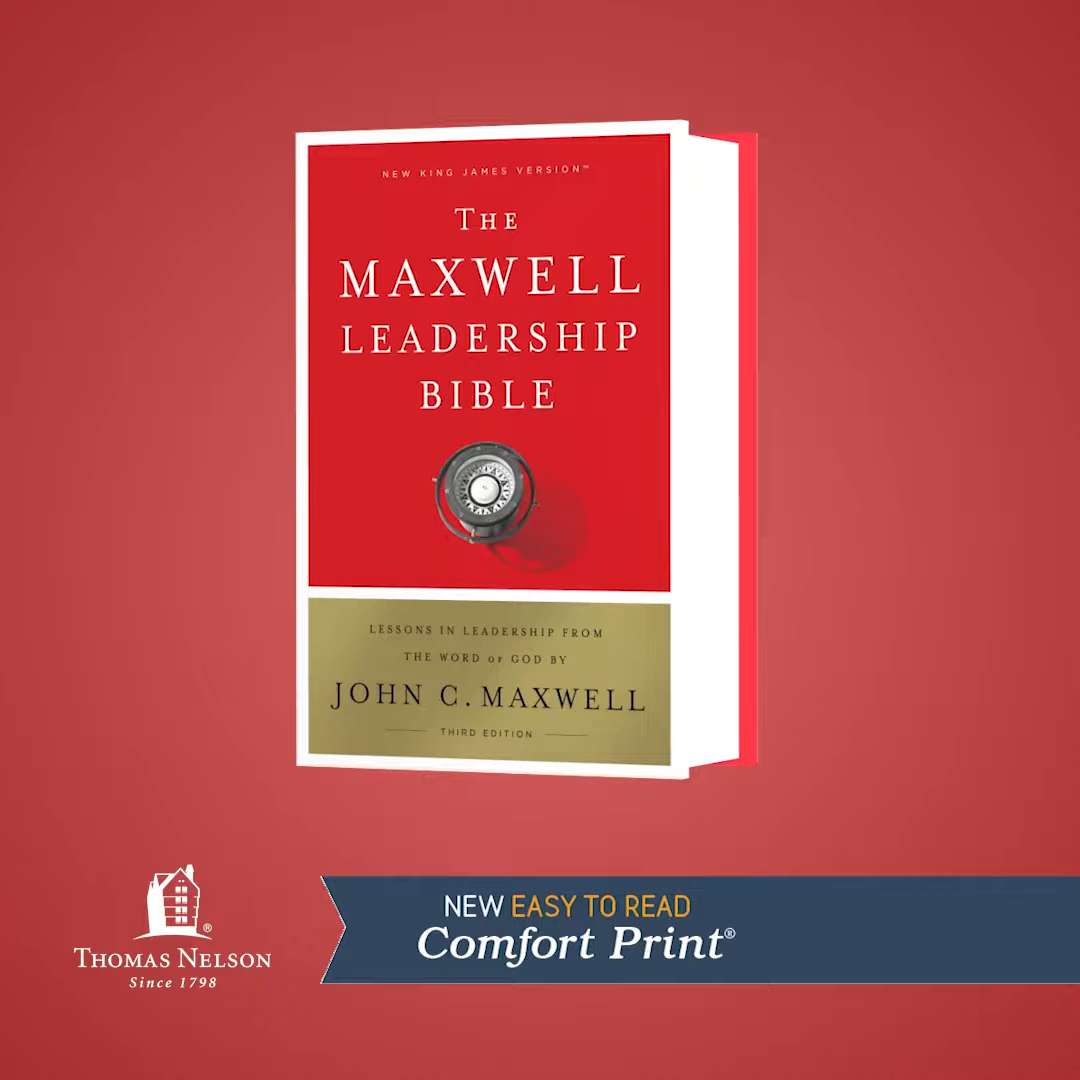 NEW KING JAMES VERSION™
THE
MAXWELL
LEADERSHIP
BIBLE
LESSONS IN LEADERSHIP FROM
THE WORD OF GOD BY
JOHN C. MAXWELL
THIRD EDITION
THOMAS NELSON®
Since 1798
NEW EASY TO READ
Comfort Print®